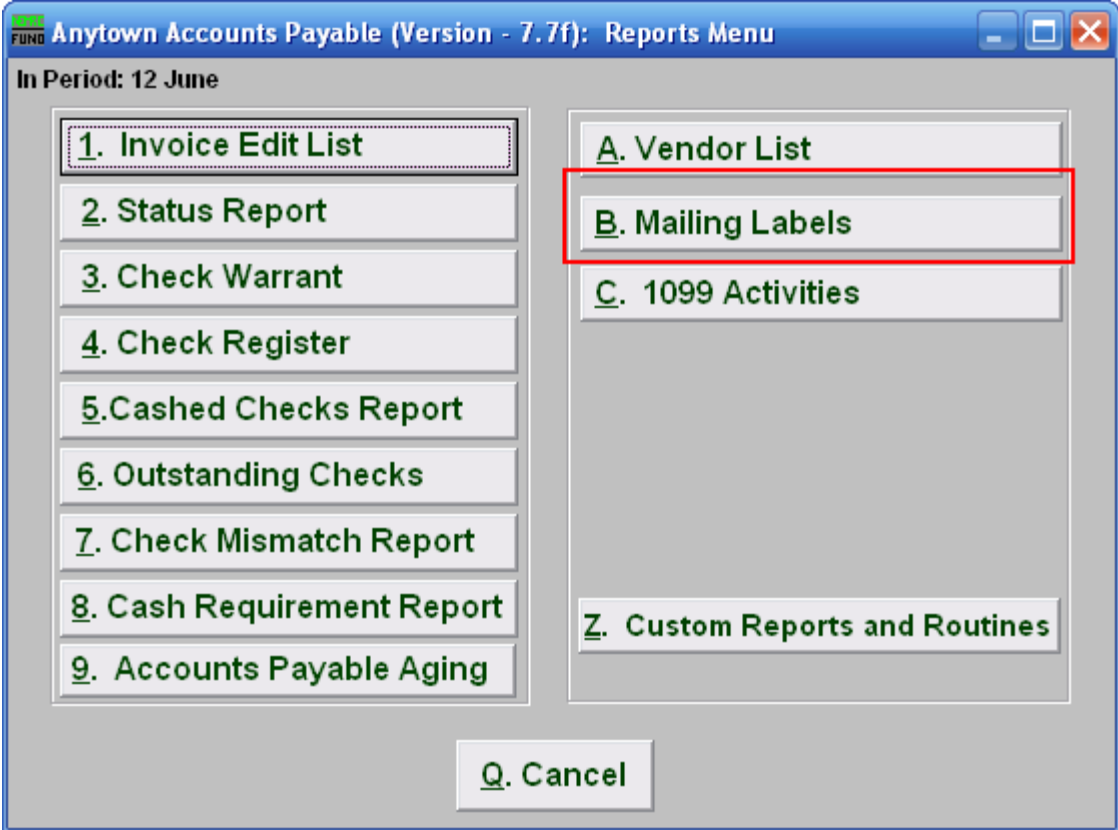 FUND Anytown Accounts Payable (Version - 7.7f): Reports Menu
In Period: 12 June
1. Invoice Edit List
2. Status Report
3. Check Warrant
4. Check Register
5.Cashed Checks Report
6. Outstanding Checks
7. Check Mismatch Report
8. Cash Requirement Report
9. Accounts Payable Aging
A. Vendor List
B. Mailing Labels
C. 1099 Activities
Z. Custom Reports and Routines
Q. Cancel